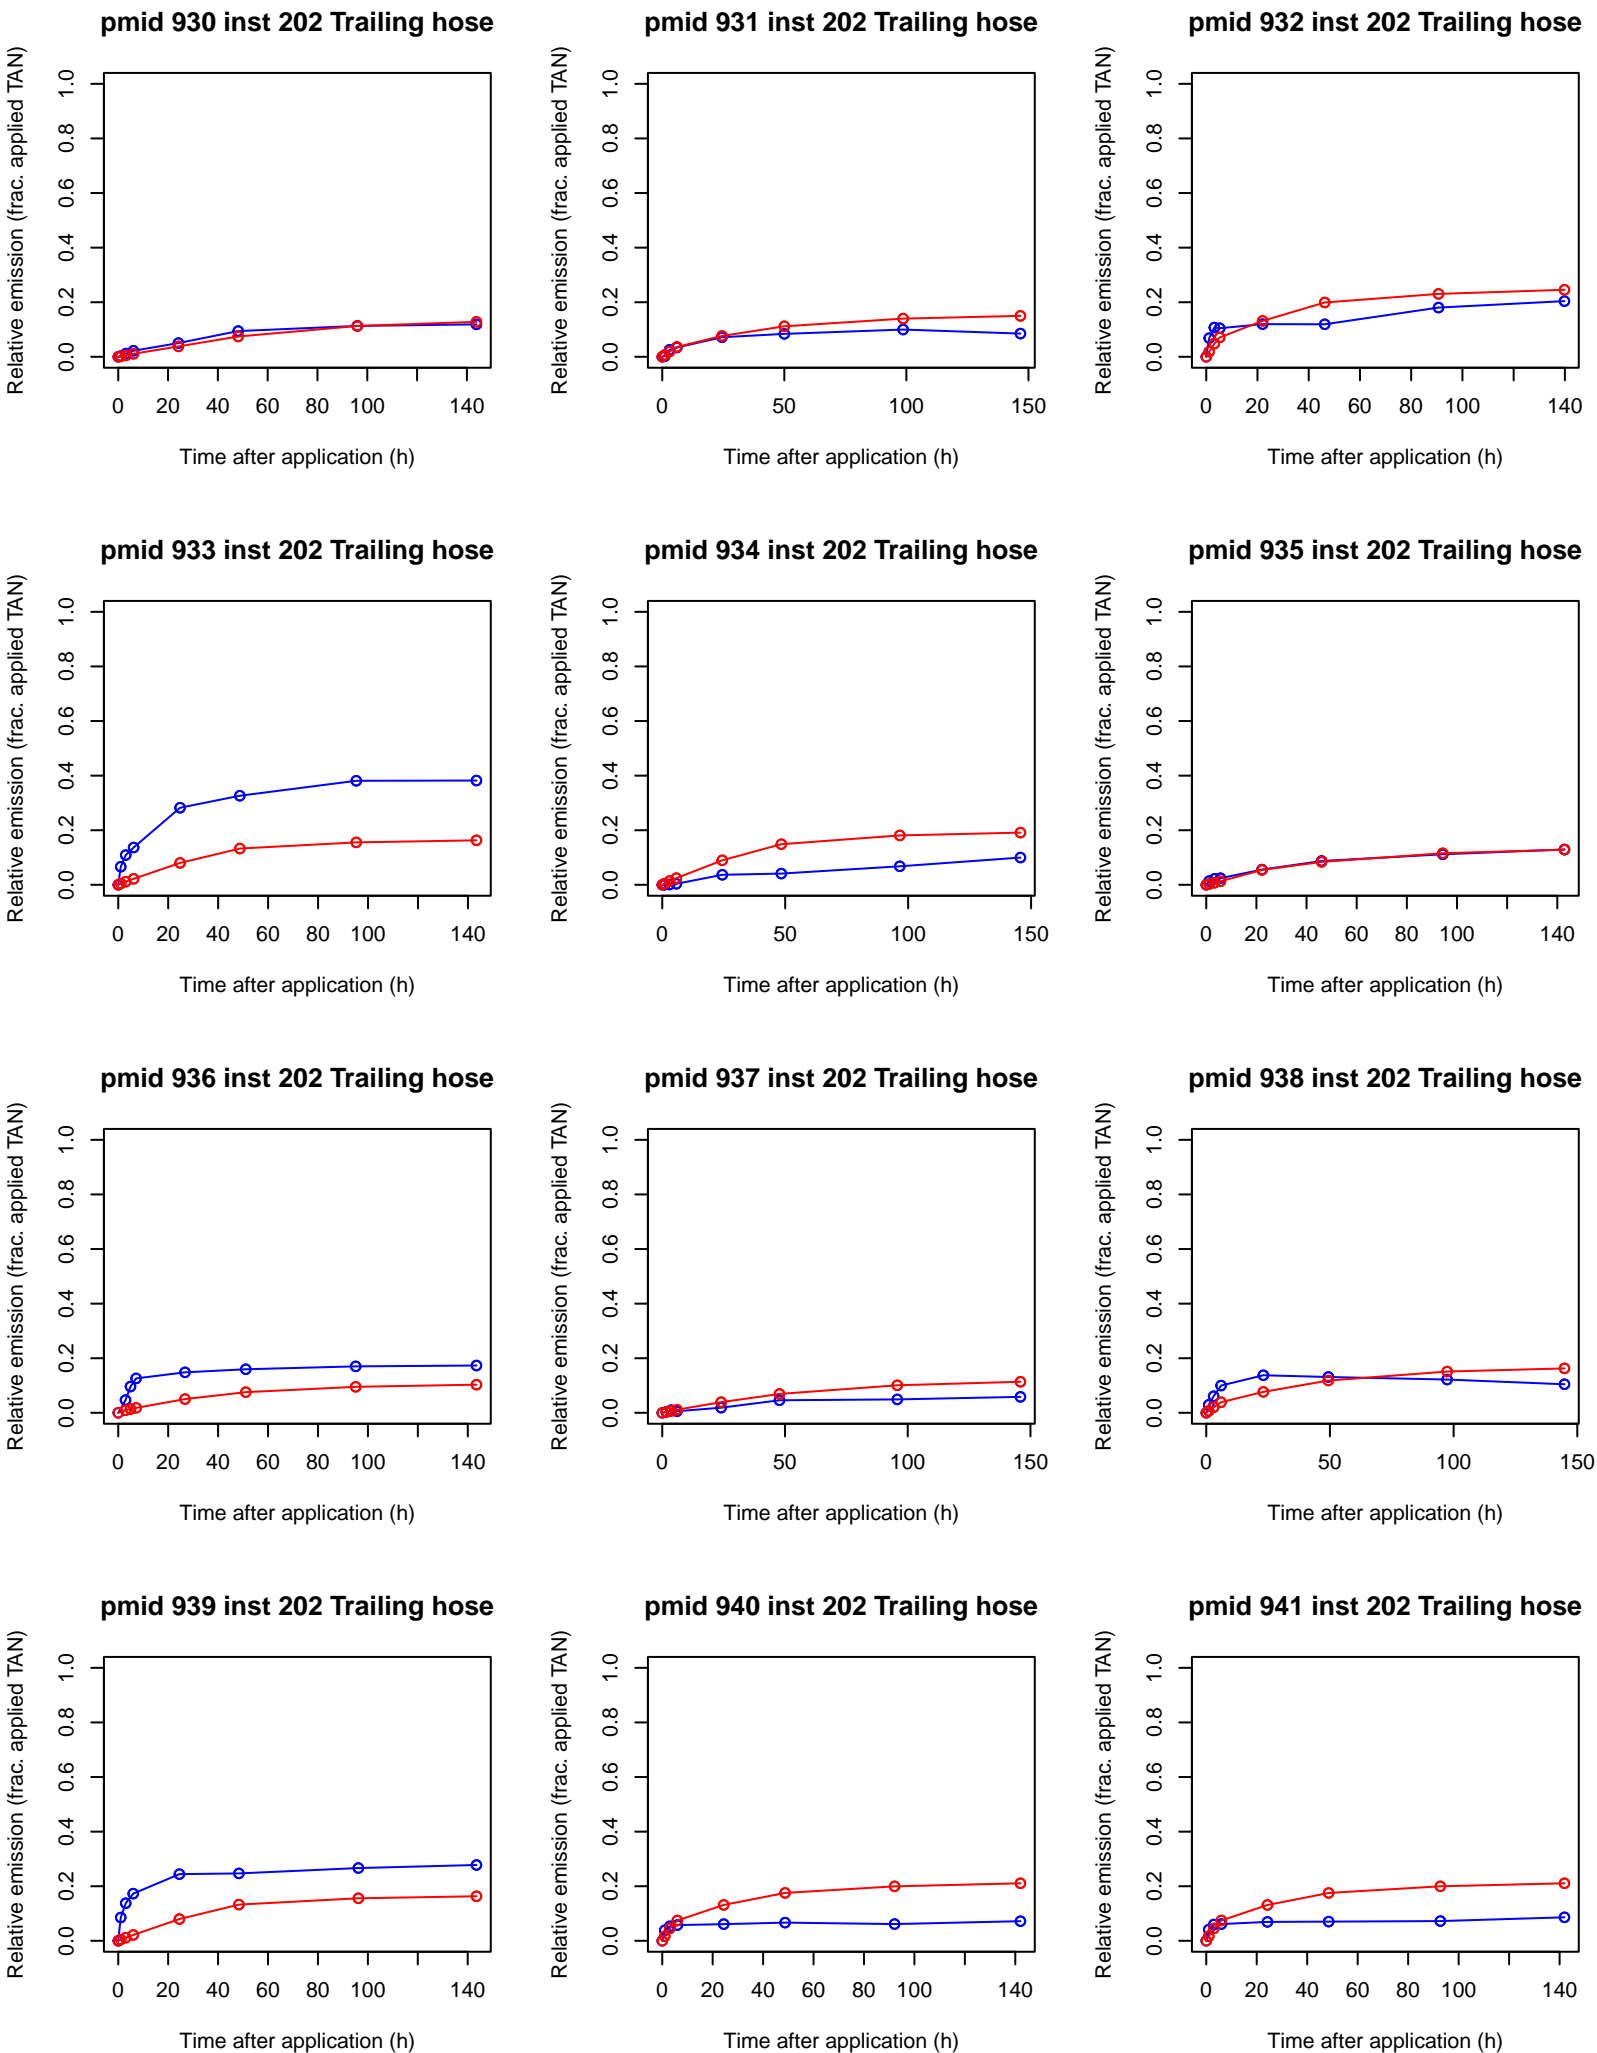 pmid 930 inst 202 Trailing hose
Relative emission (frac. applied TAN)
1.0
0.8
0.6
0.4
0.2
0.0
0 20 40 60 80 100 140
Time after application (h)
pmid 931 inst 202 Trailing hose
Relative emission (frac. applied TAN)
1.0
0.8
0.6
0.4
0.2
0.0
0 50 100 150
Time after application (h)
pmid 932 inst 202 Trailing hose
Relative emission (frac. applied TAN)
1.0
0.8
0.6
0.4
0.2
0.0
0 20 40 60 80 100 140
Time after application (h)
pmid 933 inst 202 Trailing hose
Relative emission (frac. applied TAN)
1.0
0.8
0.6
0.4
0.2
0.0
0 20 40 60 80 100 140
Time after application (h)
pmid 934 inst 202 Trailing hose
Relative emission (frac. applied TAN)
1.0
0.8
0.6
0.4
0.2
0.0
0 50 100 150
Time after application (h)
pmid 935 inst 202 Trailing hose
Relative emission (frac. applied TAN)
1.0
0.8
0.6
0.4
0.2
0.0
0 20 40 60 80 100 140
Time after application (h)
pmid 936 inst 202 Trailing hose
Relative emission (frac. applied TAN)
1.0
0.8
0.6
0.4
0.2
0.0
0 20 40 60 80 100 140
Time after application (h)
pmid 937 inst 202 Trailing hose
Relative emission (frac. applied TAN)
1.0
0.8
0.6
0.4
0.2
0.0
0 50 100 150
Time after application (h)
pmid 938 inst 202 Trailing hose
Relative emission (frac. applied TAN)
1.0
0.8
0.6
0.4
0.2
0.0
0 50 100 150
Time after application (h)
pmid 939 inst 202 Trailing hose
Relative emission (frac. applied TAN)
1.0
0.8
0.6
0.4
0.2
0.0
0 20 40 60 80 100 140
Time after application (h)
pmid 940 inst 202 Trailing hose
Relative emission (frac. applied TAN)
1.0
0.8
0.6
0.4
0.2
0.0
0 20 40 60 80 100 140
Time after application (h)
pmid 941 inst 202 Trailing hose
Relative emission (frac. applied TAN)
1.0
0.8
0.6
0.4
0.2
0.0
0 20 40 60 80 100 140
Time after application (h)